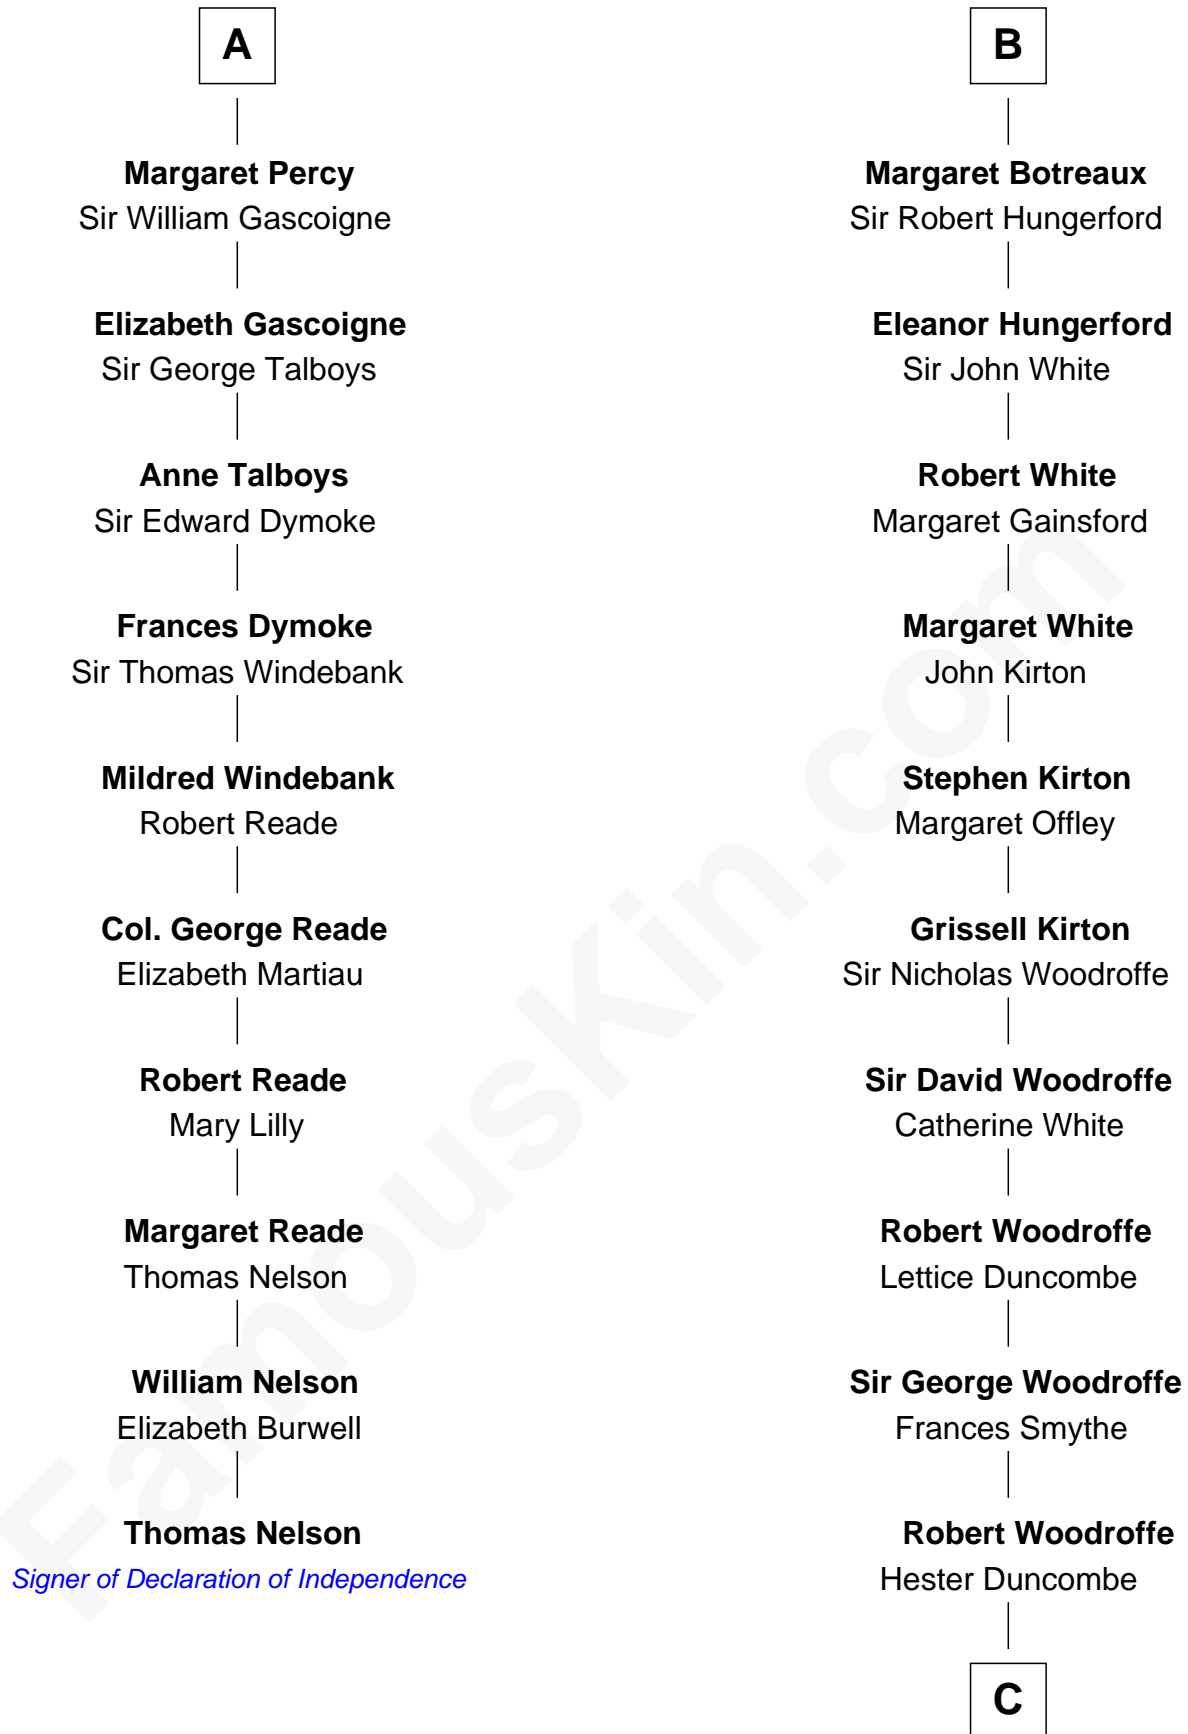 A
Margaret Percy
Sir William Gascoigne
Elizabeth Gascoigne
Sir George Talboys
Anne Talboys
Sir Edward Dymoke
Frances Dymoke
Sir Thomas Windebank
Mildred Windebank
Robert Reade
Col. George Reade
Elizabeth Martiau
Robert Reade
Mary Lilly
Margaret Reade
Thomas Nelson
William Nelson
Elizabeth Burwell
Thomas Nelson
Signer of Declaration of Independence
B
Margaret Botreaux
Sir Robert Hungerford
Eleanor Hungerford
Sir John White
Robert White
Margaret Gainsford
Margaret White
John Kirton
Stephen Kirton
Margaret Offley
Grissell Kirton
Sir Nicholas Woodroffe
Sir David Woodroffe
Catherine White
Robert Woodroffe
Lettice Duncombe
Sir George Woodroffe
Frances Smythe
Robert Woodroffe
Hester Duncombe
C
FamousKin.com